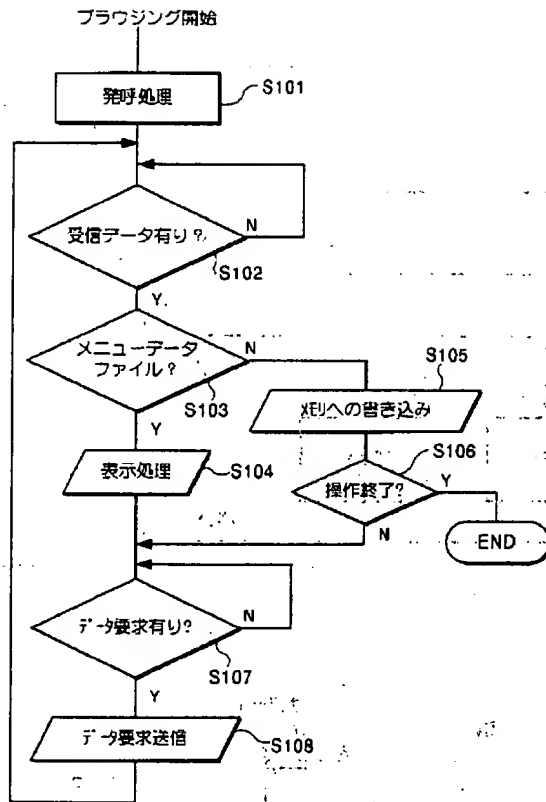 ブラウジング開始
発呼処理
S101
受信データ有り?
N
S102
Y
メニューデータ
ファイル?
N
S103
Y
S105
メモリへの書き込み
表示処理
S104
S106
操作終了?
Y
N
END
データ要求有り?
N
S107
Y
データ要求送信
S108